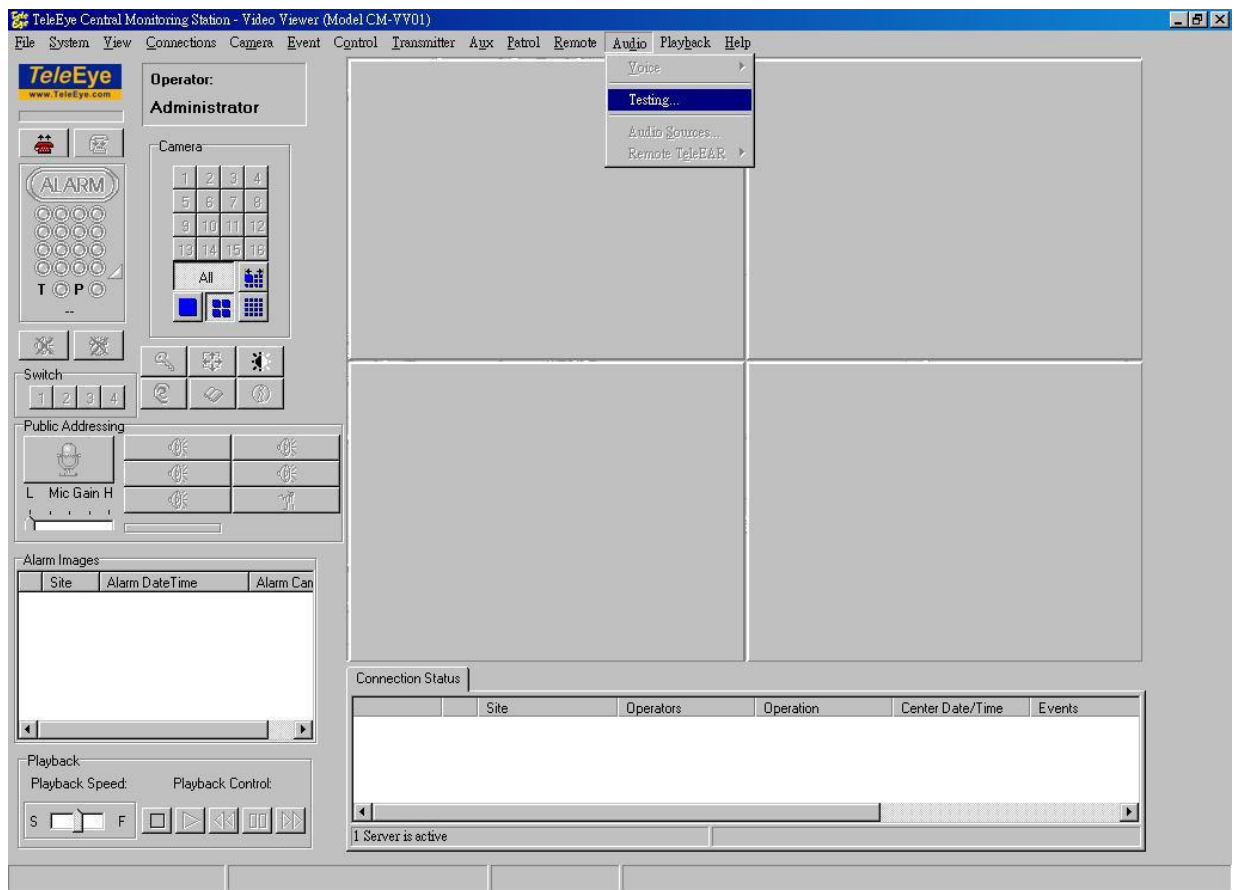 TeleEye Central Monitoring Station - Video Viewer (Model CM-VV01)
File System View Connections Camera Event Control Transmitter Aux Patrol Remote Audio Playback Help
TeleEye
www.TeleEye.com
Operator:
Administrator
Voice
Testing...
Audio Sources...
Remote TeleEAR
ALARM
T P
--
Camera
1 2 3 4
5 6 7 8
9 10 11 12
13 14 15 16
All
Switch
1 2 3 4
Public Addressing
L Mic Gain H
Alarm Images
Site Alarm DateTime Alarm Can
Playback
Playback Speed: Playback Control:
S F
Connection Status
Site Operators Operation Center Date/Time Events
1 Server is active